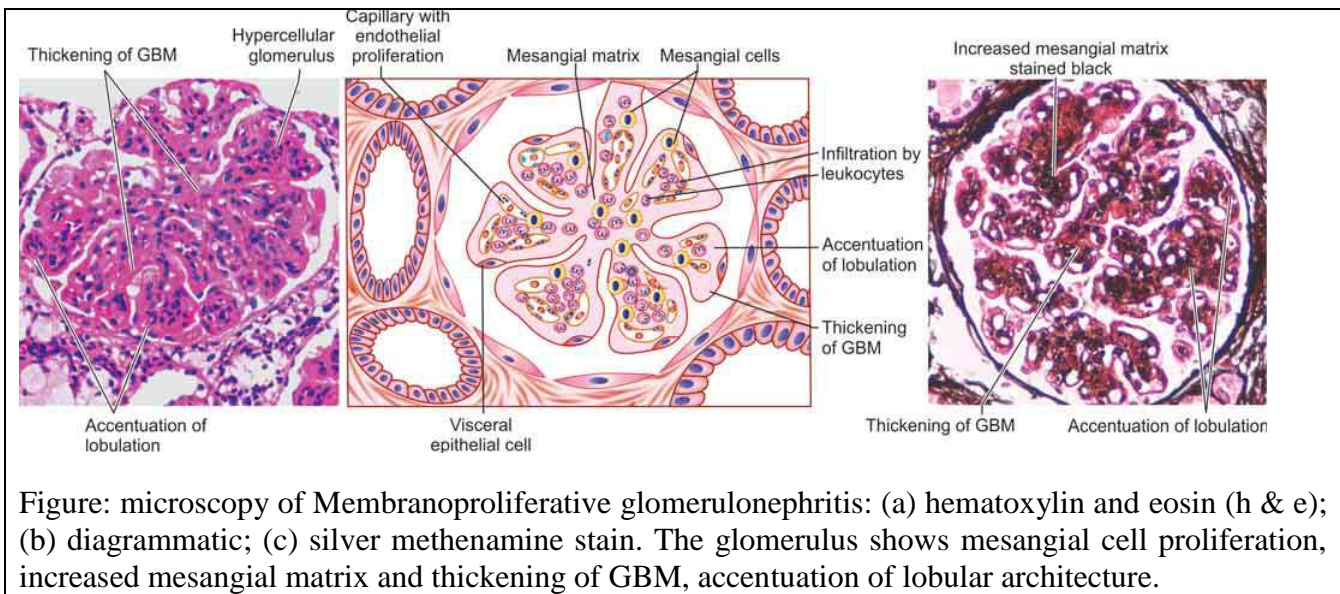 Thickening of GBM
Hypercellular
glomerulus
Capillary with
endothelial
proliferation
Mesangial matrix
Mesangial cells
Increased mesangial matrix
stained black
Infiltration by
leukocytes
Accentuation
of lobulation
Thickening
of GBM
Accentuation of
lobulation
Visceral
epithelial cell
Thickening of GBM
Accentuation of lobulation
Figure: microscopy of Membranoproliferative glomerulonephritis: (a) hematoxylin and eosin (h & e);
(b) diagrammatic; (c) silver methenamine stain. The glomerulus shows mesangial cell proliferation,
increased mesangial matrix and thickening of GBM, accentuation of lobular architecture.